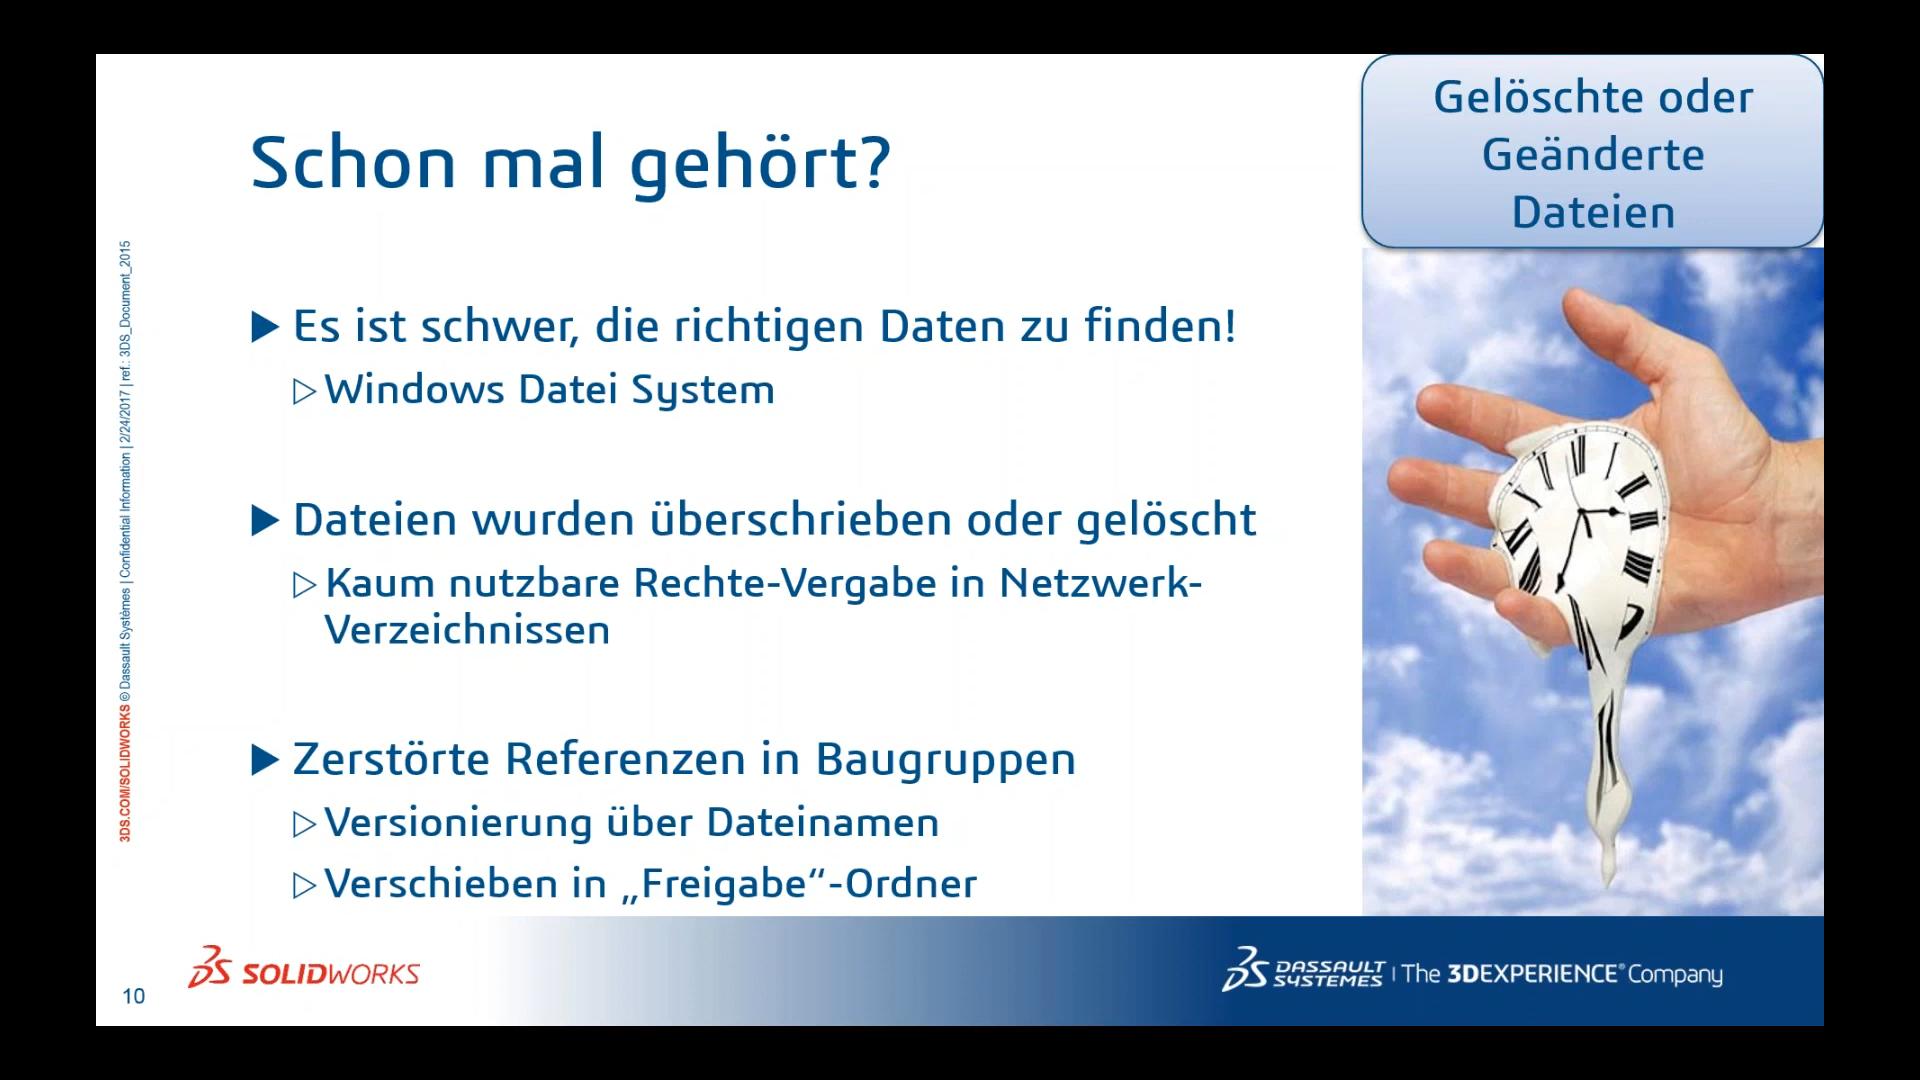 Gelöschte oder
Geänderte
Dateien
Schon mal gehört?
Es ist schwer, die richtigen Daten zu finden!
Windows Datei System
Dateien wurden überschrieben oder gelöscht
Kaum nutzbare Rechte-Vergabe in Netzwerk-
Verzeichnissen
Zerstörte Referenzen in Baugruppen
Versionierung über Dateinamen
Verschieben in „Freigabe“-Ordner
3DS.COM/SOLIDWORKS © Dassault Systèmes | Confidential Information | 2/24/2017 | ref.: 3DS_Document_2015
10
SOLIDWORKS
DASSAULT SYSTEMES | The 3DEXPERIENCE® Company